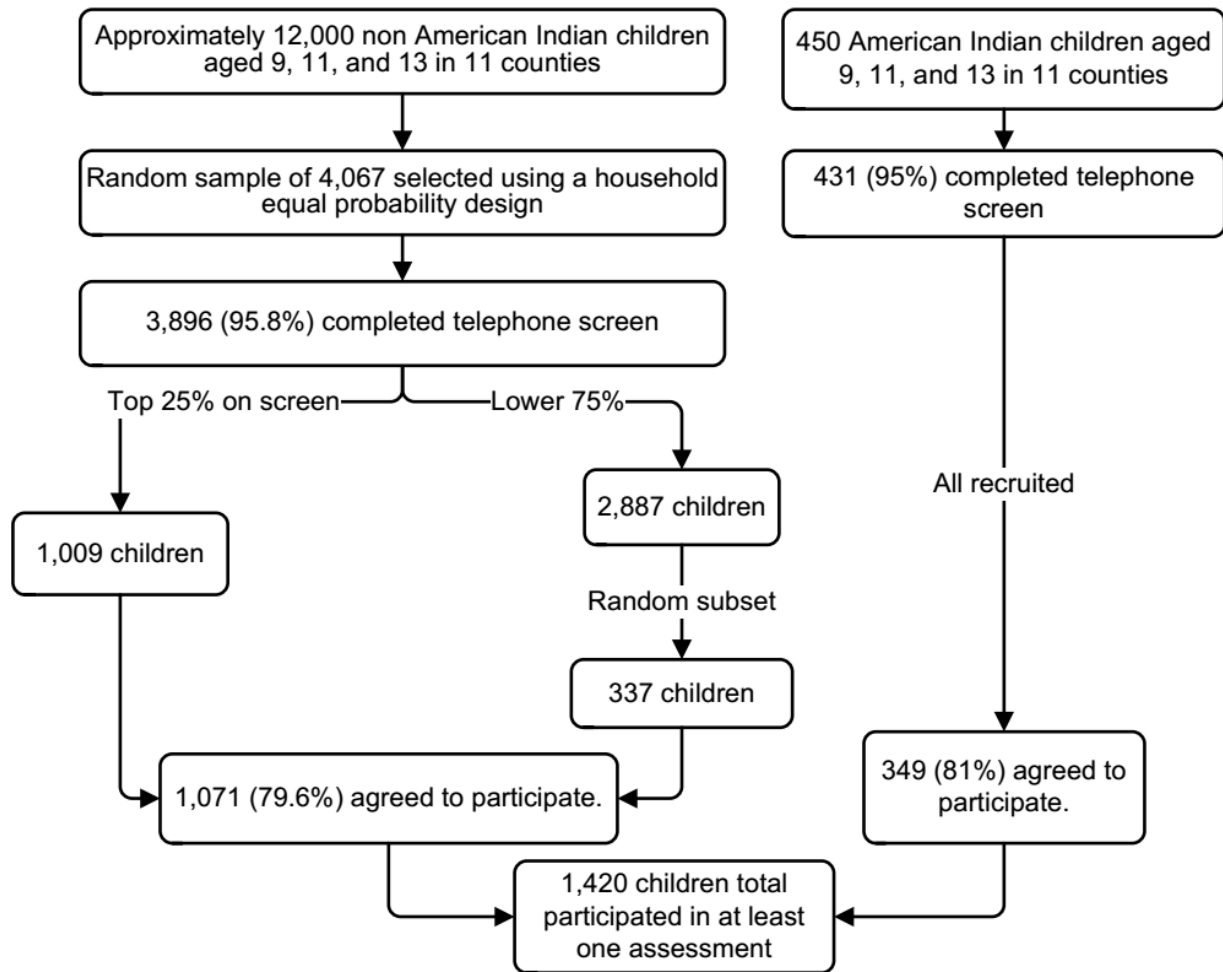 Approximately 12,000 non American Indian children
aged 9, 11, and 13 in 11 counties
450 American Indian children aged
9, 11, and 13 in 11 counties
Random sample of 4,067 selected using a household
equal probability design
431 (95%) completed telephone
screen
3,896 (95.8%) completed telephone screen
Top 25% on screen
Lower 75%
2,887 children
All recruited
1,009 children
Random subset
337 children
1,071 (79.6%) agreed to participate.
349 (81%) agreed to
participate.
1,420 children total
participated in at least
one assessment